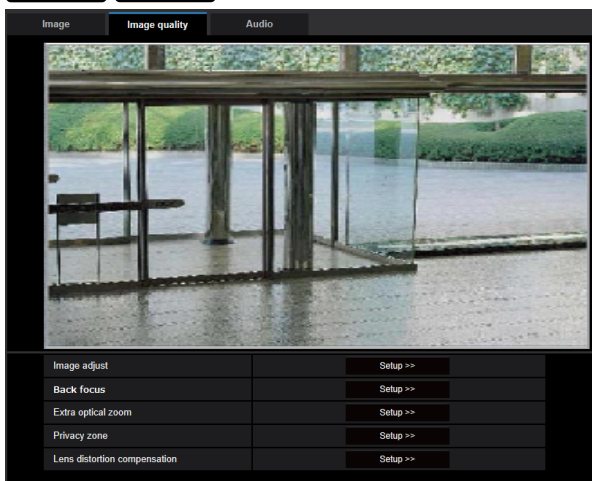 Image Image quality Audio
Image adjust Setup >>
Back focus Setup >>
Extra optical zoom Setup >>
Privacy zone Setup >>
Lens distortion compensation Setup >>